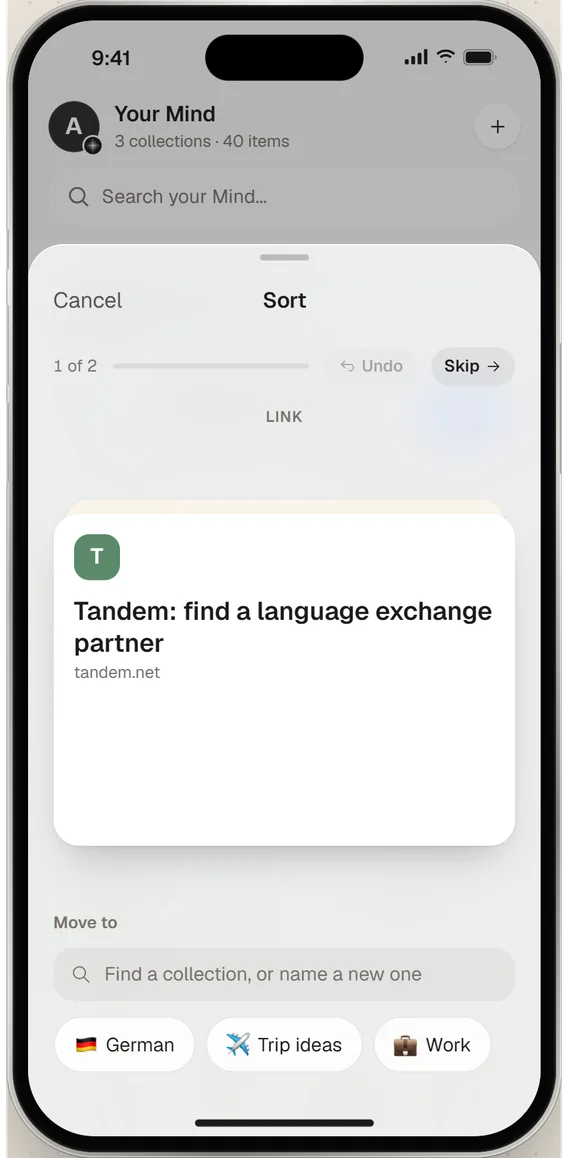 9:41
A
Your Mind
3 collections · 40 items
+
Search your Mind...
Cancel
Sort
1 of 2
Undo
Skip →
LINK
T
Tandem: find a language exchange
partner
tandem.net
Move to
Find a collection, or name a new one
🇩🇪 German
✈️ Trip ideas
💼 Work